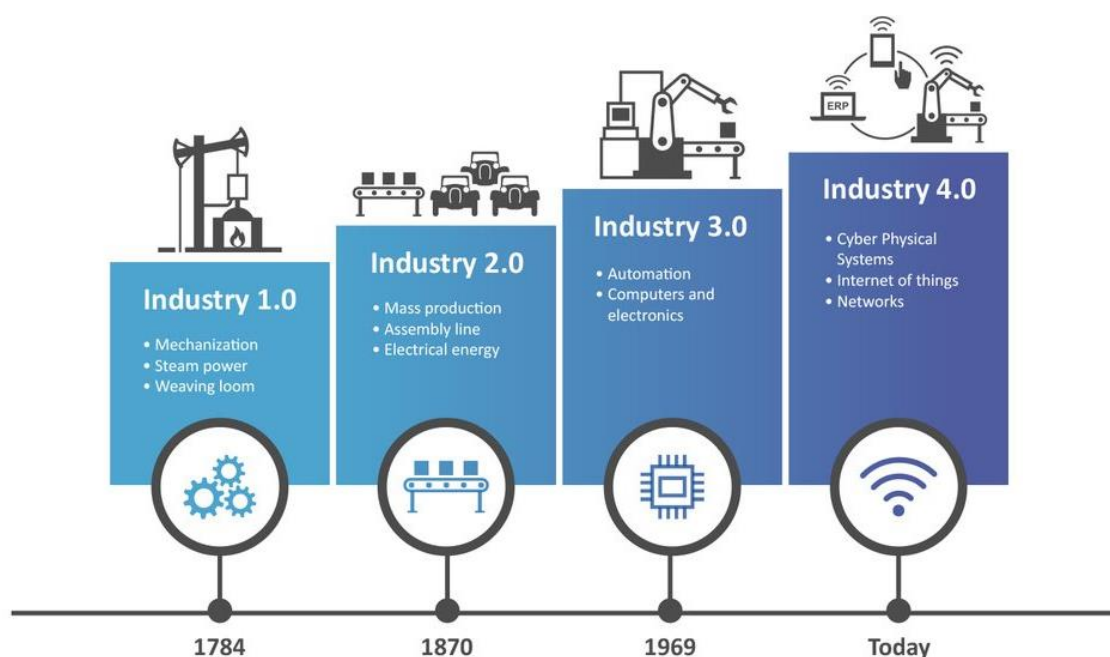 ERP
Industry 1.0
• Mechanization
• Steam power
• Weaving loom
Industry 2.0
• Mass production
• Assembly line
• Electrical energy
Industry 3.0
• Automation
• Computers and
electronics
Industry 4.0
• Cyber Physical
Systems
• Internet of things
• Networks
1784
1870
1969
Today